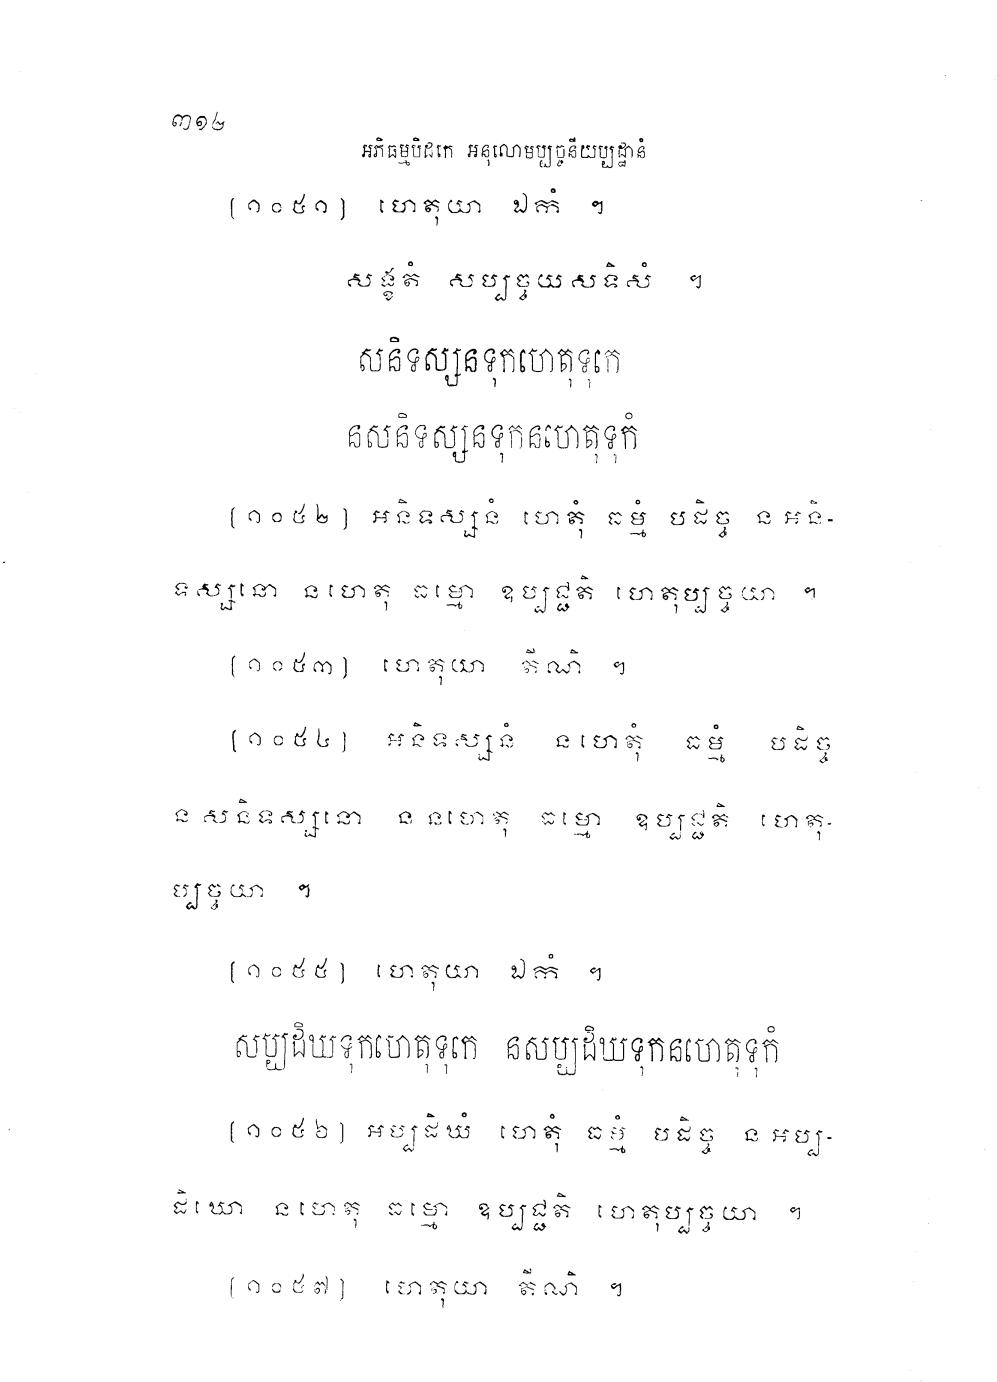 ៣១២
អភិធម្មបិដកេ អនុលោមប្បច្ចនីយប្បដ្ឋានំ
[១០៥១] ហេតុយា ឯកំ ។
សង្ខតំ សប្បច្ចយសទិសំ ។
សនិទស្សនទុកហេតុទុកេ
នសនិទស្សនទុកនហេតុទុកំ
[១០៥២] អនិទស្សនំ ហេតុំ ធម្មំ បដិច្ច នអនិ-
ទស្សនោ នហេតុ ធម្មោ ឧប្បជ្ជតិ ហេតុប្បច្ចយា ។
[១០៥៣] ហេតុយា តីណិ ។
[១០៥៤] អនិទស្សនំ នហេតុំ ធម្មំ បដិច្ច
នសនិទស្សនោ ននហេតុ ធម្មោ ឧប្បជ្ជតិ ហេតុ-
ប្បច្ចយា ។
[១០៥៥] ហេតុយា ឯកំ ។
សប្បដិឃទុកហេតុទុកេ នសប្បដិឃទុកនហេតុទុកំ
[១០៥៦] អប្បដិឃំ ហេតុំ ធម្មំ បដិច្ច នអប្ប-
ដិឃោ នហេតុ ធម្មោ ឧប្បជ្ជតិ ហេតុប្បច្ចយា ។
[១០៥៧] ហេតុយា តីណិ ។